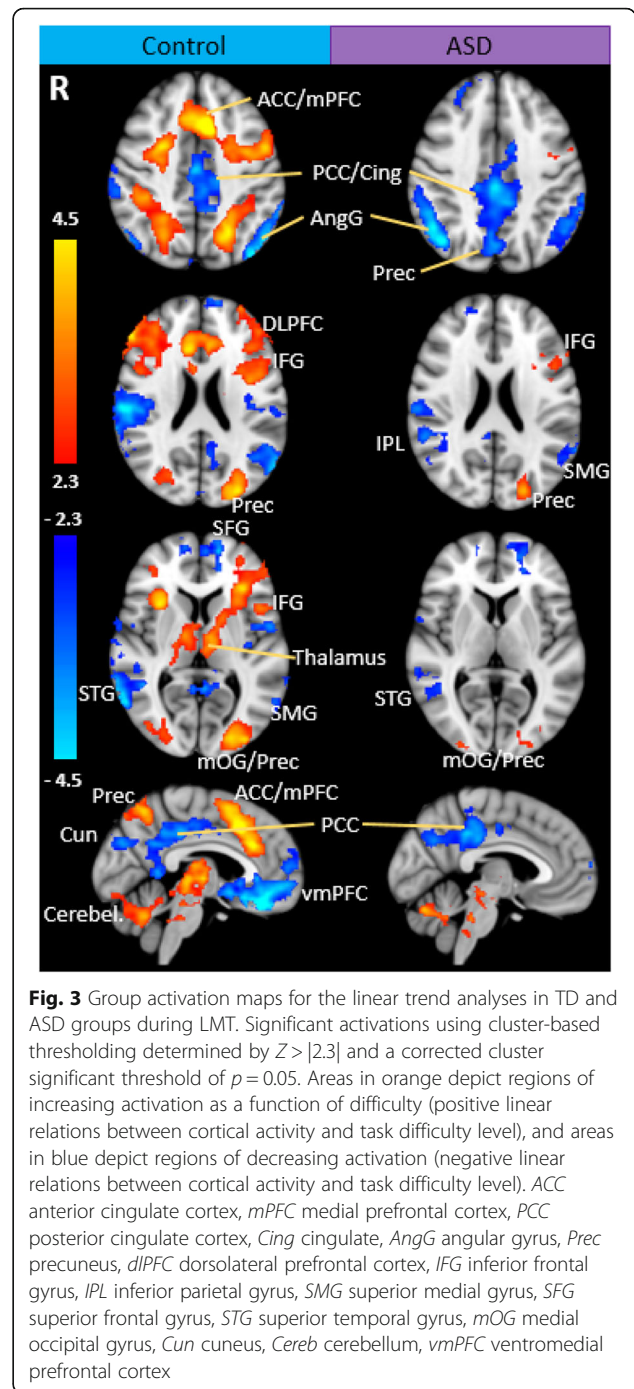 Control ASD
R
ACC/mPFC
PCC/Cing
AngG
Prec
4.5
DLPFC
IFG
IFG
IPL
SMG
2.3
Prec
Prec
- 2.3
SFG
IFG
Thalamus
STG
STG
SMG
mOG/Prec
mOG/Prec
- 4.5
Prec
ACC/mPFC
Cun
PCC
vmPFC
Cerebel.
Fig. 3 Group activation maps for the linear trend analyses in TD and
ASD groups during LMT. Significant activations using cluster-based
thresholding determined by Z > |2.3| and a corrected cluster
significant threshold of p = 0.05. Areas in orange depict regions of
increasing activation as a function of difficulty (positive linear
relations between cortical activity and task difficulty level), and areas
in blue depict regions of decreasing activation (negative linear
relations between cortical activity and task difficulty level). ACC
anterior cingulate cortex, mPFC medial prefrontal cortex, PCC
posterior cingulate cortex, Cing cingulate, AngG angular gyrus, Prec
precuneus, dlPFC dorsolateral prefrontal cortex, IFG inferior frontal
gyrus, IPL inferior parietal gyrus, SMG superior medial gyrus, SFG
superior frontal gyrus, STG superior temporal gyrus, mOG medial
occipital gyrus, Cun cuneus, Cereb cerebellum, vmPFC ventromedial
prefrontal cortex